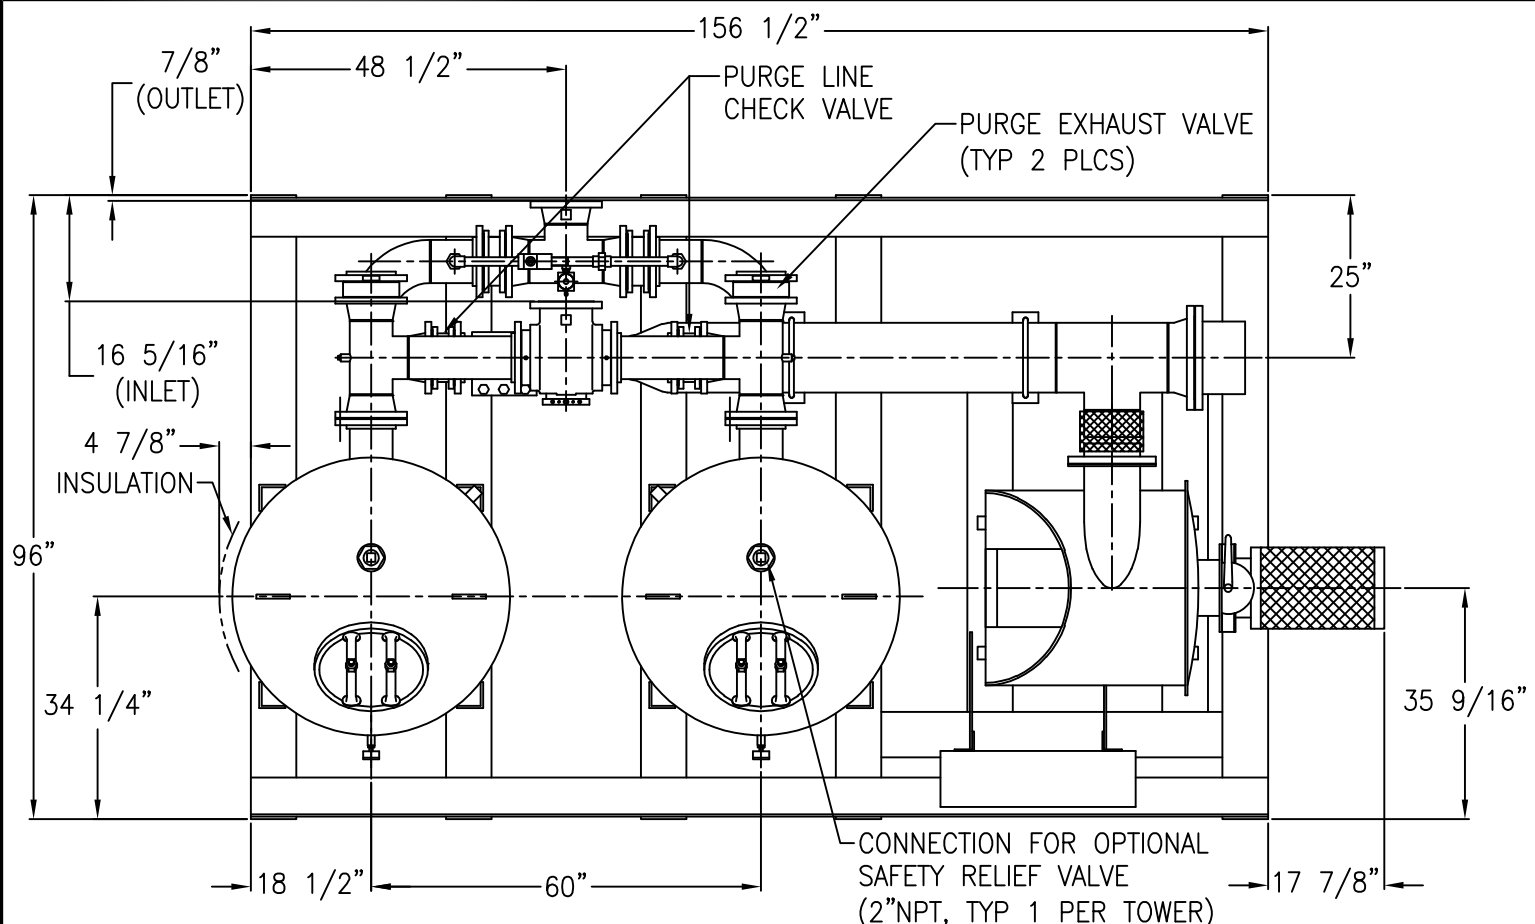 156 1/2”
7/8”
(OUTLET)
48 1/2”
PURGE LINE
CHECK VALVE
PURGE EXHAUST VALVE
(TYP 2 PLCS)
25”
16 5/16”
(INLET)
4 7/8”
INSULATION
96”
34 1/4”
35 9/16”
CONNECTION FOR OPTIONAL
SAFETY RELIEF VALVE
(2”NPT, TYP 1 PER TOWER)
18 1/2”
60”
17 7/8”